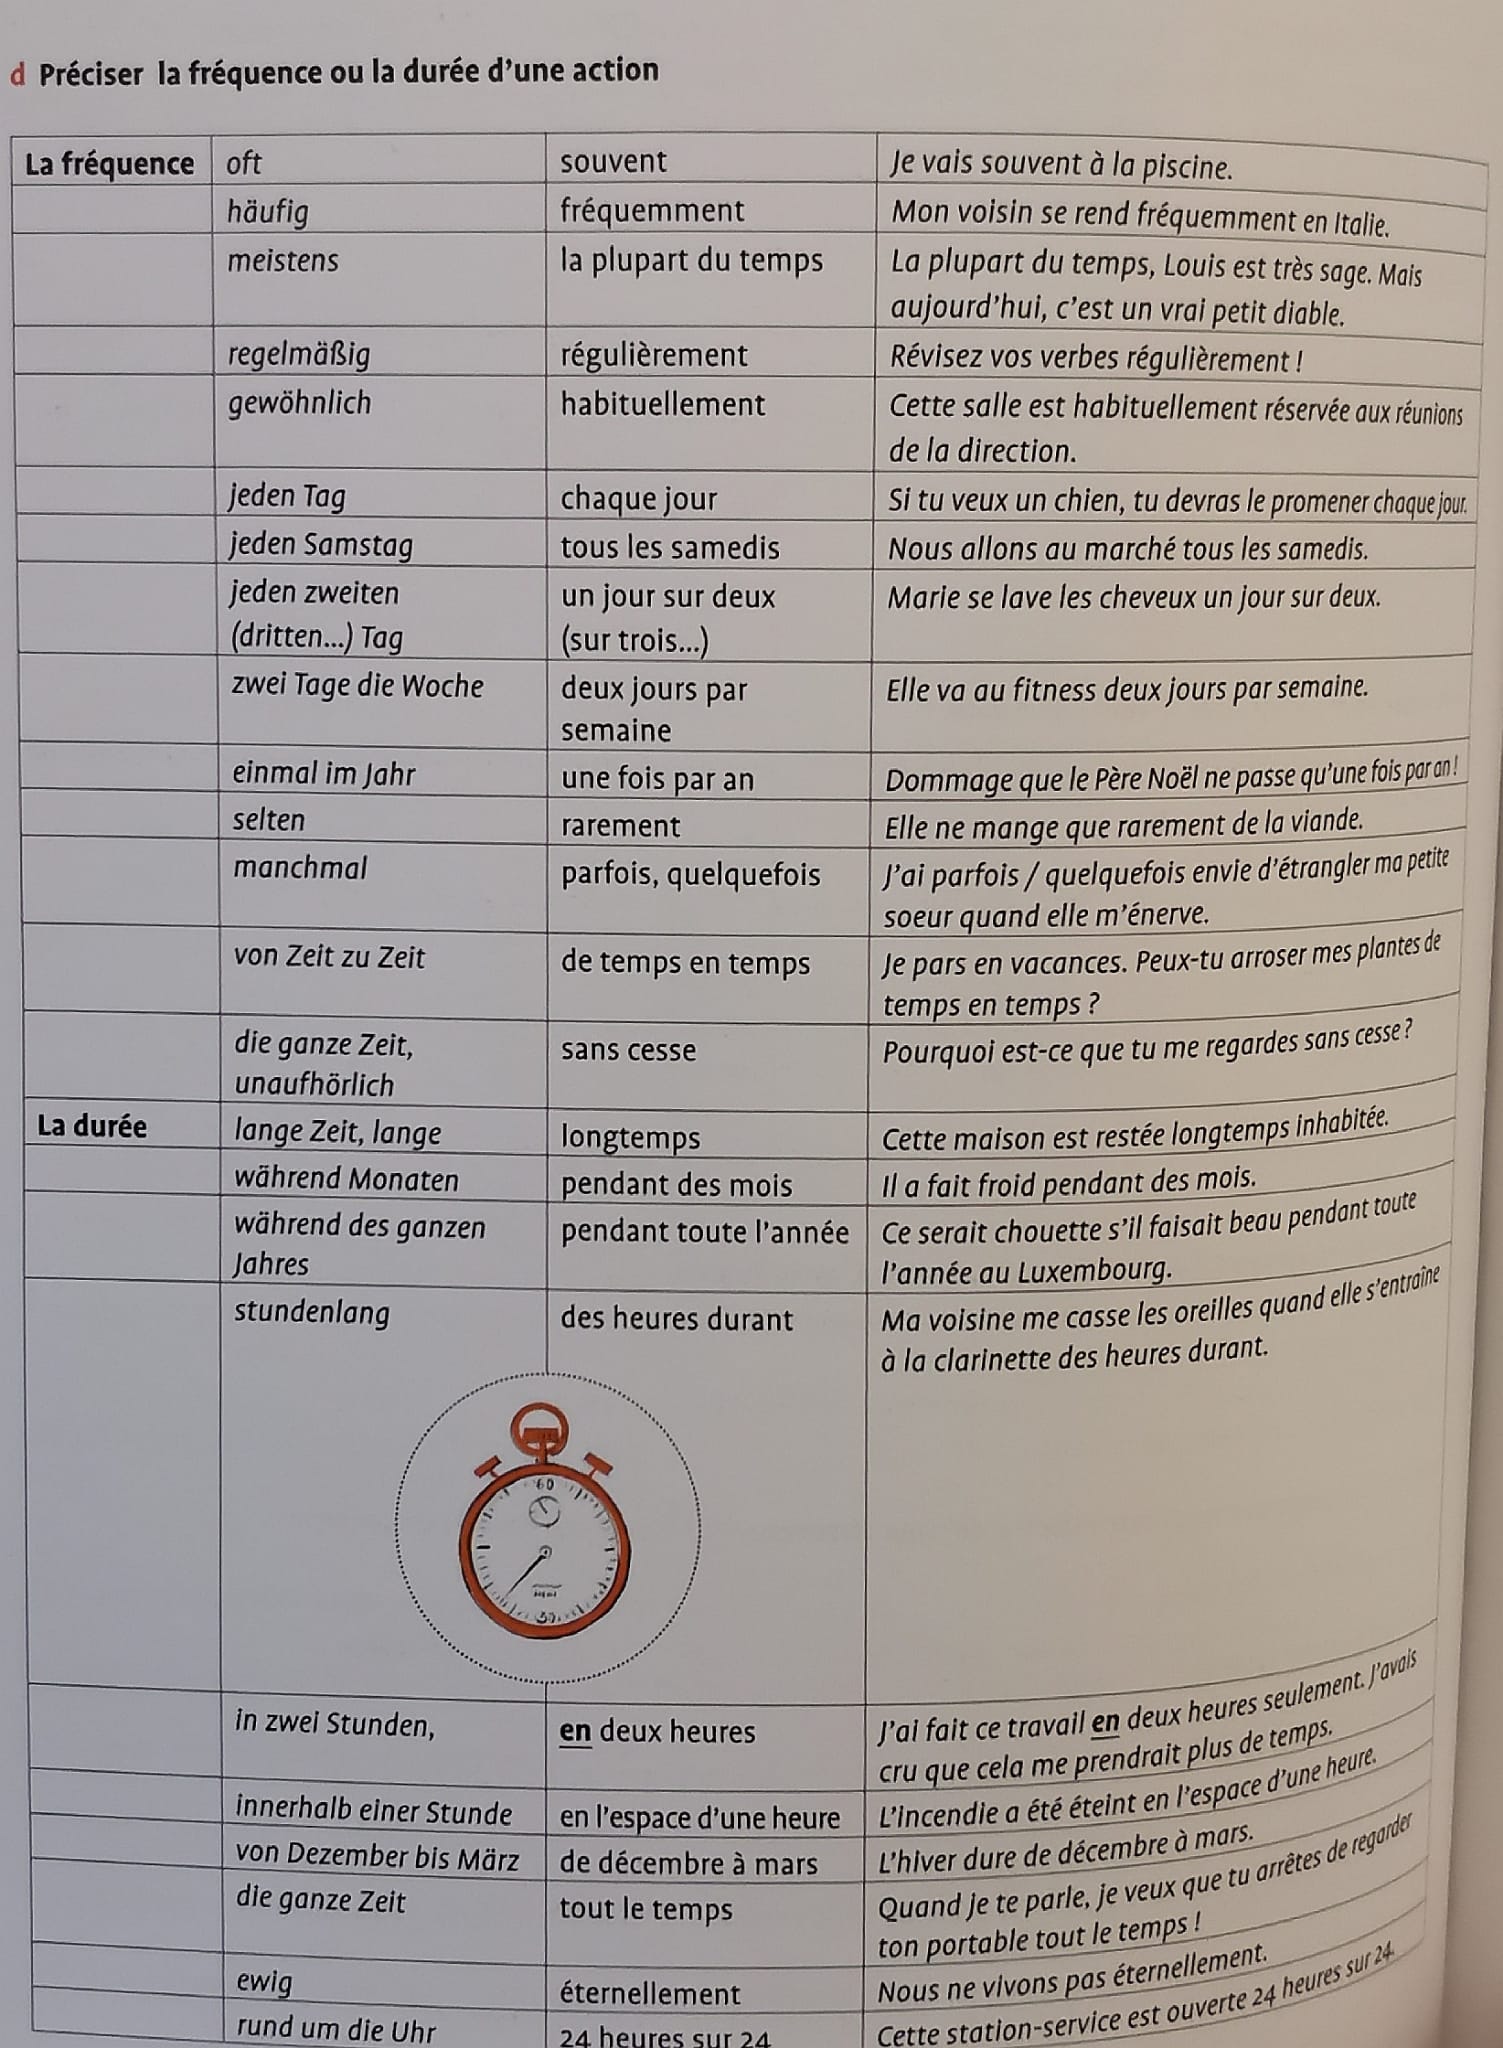 d Préciser la fréquence ou la durée d'une action
La fréquence oft souvent Je vais souvent à la piscine.
häufig fréquemment Mon voisin se rend fréquemment en Italie.
meistens la plupart du temps La plupart du temps, Louis est très sage. Mais
aujourd'hui, c'est un vrai petit diable.
regelmäßig régulièrement Révisez vos verbes régulièrement !
gewöhnlich habituellement Cette salle est habituellement réservée aux réunions
de la direction.
jeden Tag chaque jour Si tu veux un chien, tu devras le promener chaque jour.
jeden Samstag tous les samedis Nous allons au marché tous les samedis.
jeden zweiten un jour sur deux Marie se lave les cheveux un jour sur deux.
(dritten...) Tag (sur trois...)
zwei Tage die Woche deux jours par Elle va au fitness deux jours par semaine.
semaine
einmal im Jahr une fois par an Dommage que le Père Noël ne passe qu'une fois par an !
selten rarement Elle ne mange que rarement de la viande.
manchmal parfois, quelquefois J'ai parfois / quelquefois envie d'étrangler ma petite
soeur quand elle m'énerve.
von Zeit zu Zeit de temps en temps Je pars en vacances. Peux-tu arroser mes plantes de
temps en temps ?
die ganze Zeit, sans cesse Pourquoi est-ce que tu me regardes sans cesse ?
unaufhörlich
La durée lange Zeit, lange longtemps Cette maison est restée longtemps inhabitée.
während Monaten pendant des mois Il a fait froid pendant des mois.
während des ganzen pendant toute l'année Ce serait chouette s'il faisait beau pendant toute
Jahres l'année au Luxembourg.
stundenlang des heures durant Ma voisine me casse les oreilles quand elle s'entraîne
à la clarinette des heures durant.
60
30
in zwei Stunden, en deux heures J'ai fait ce travail en deux heures seulement. J'avais
cru que cela me prendrait plus de temps.
innerhalb einer Stunde en l'espace d'une heure L'incendie a été éteint en l'espace d'une heure.
von Dezember bis März de décembre à mars L'hiver dure de décembre à mars.
die ganze Zeit tout le temps Quand je te parle, je veux que tu arrêtes de regarder
ton portable tout le temps !
ewig éternellement Nous ne vivons pas éternellement.
rund um die Uhr 24 heures sur 24 Cette station-service est ouverte 24 heures sur 24.